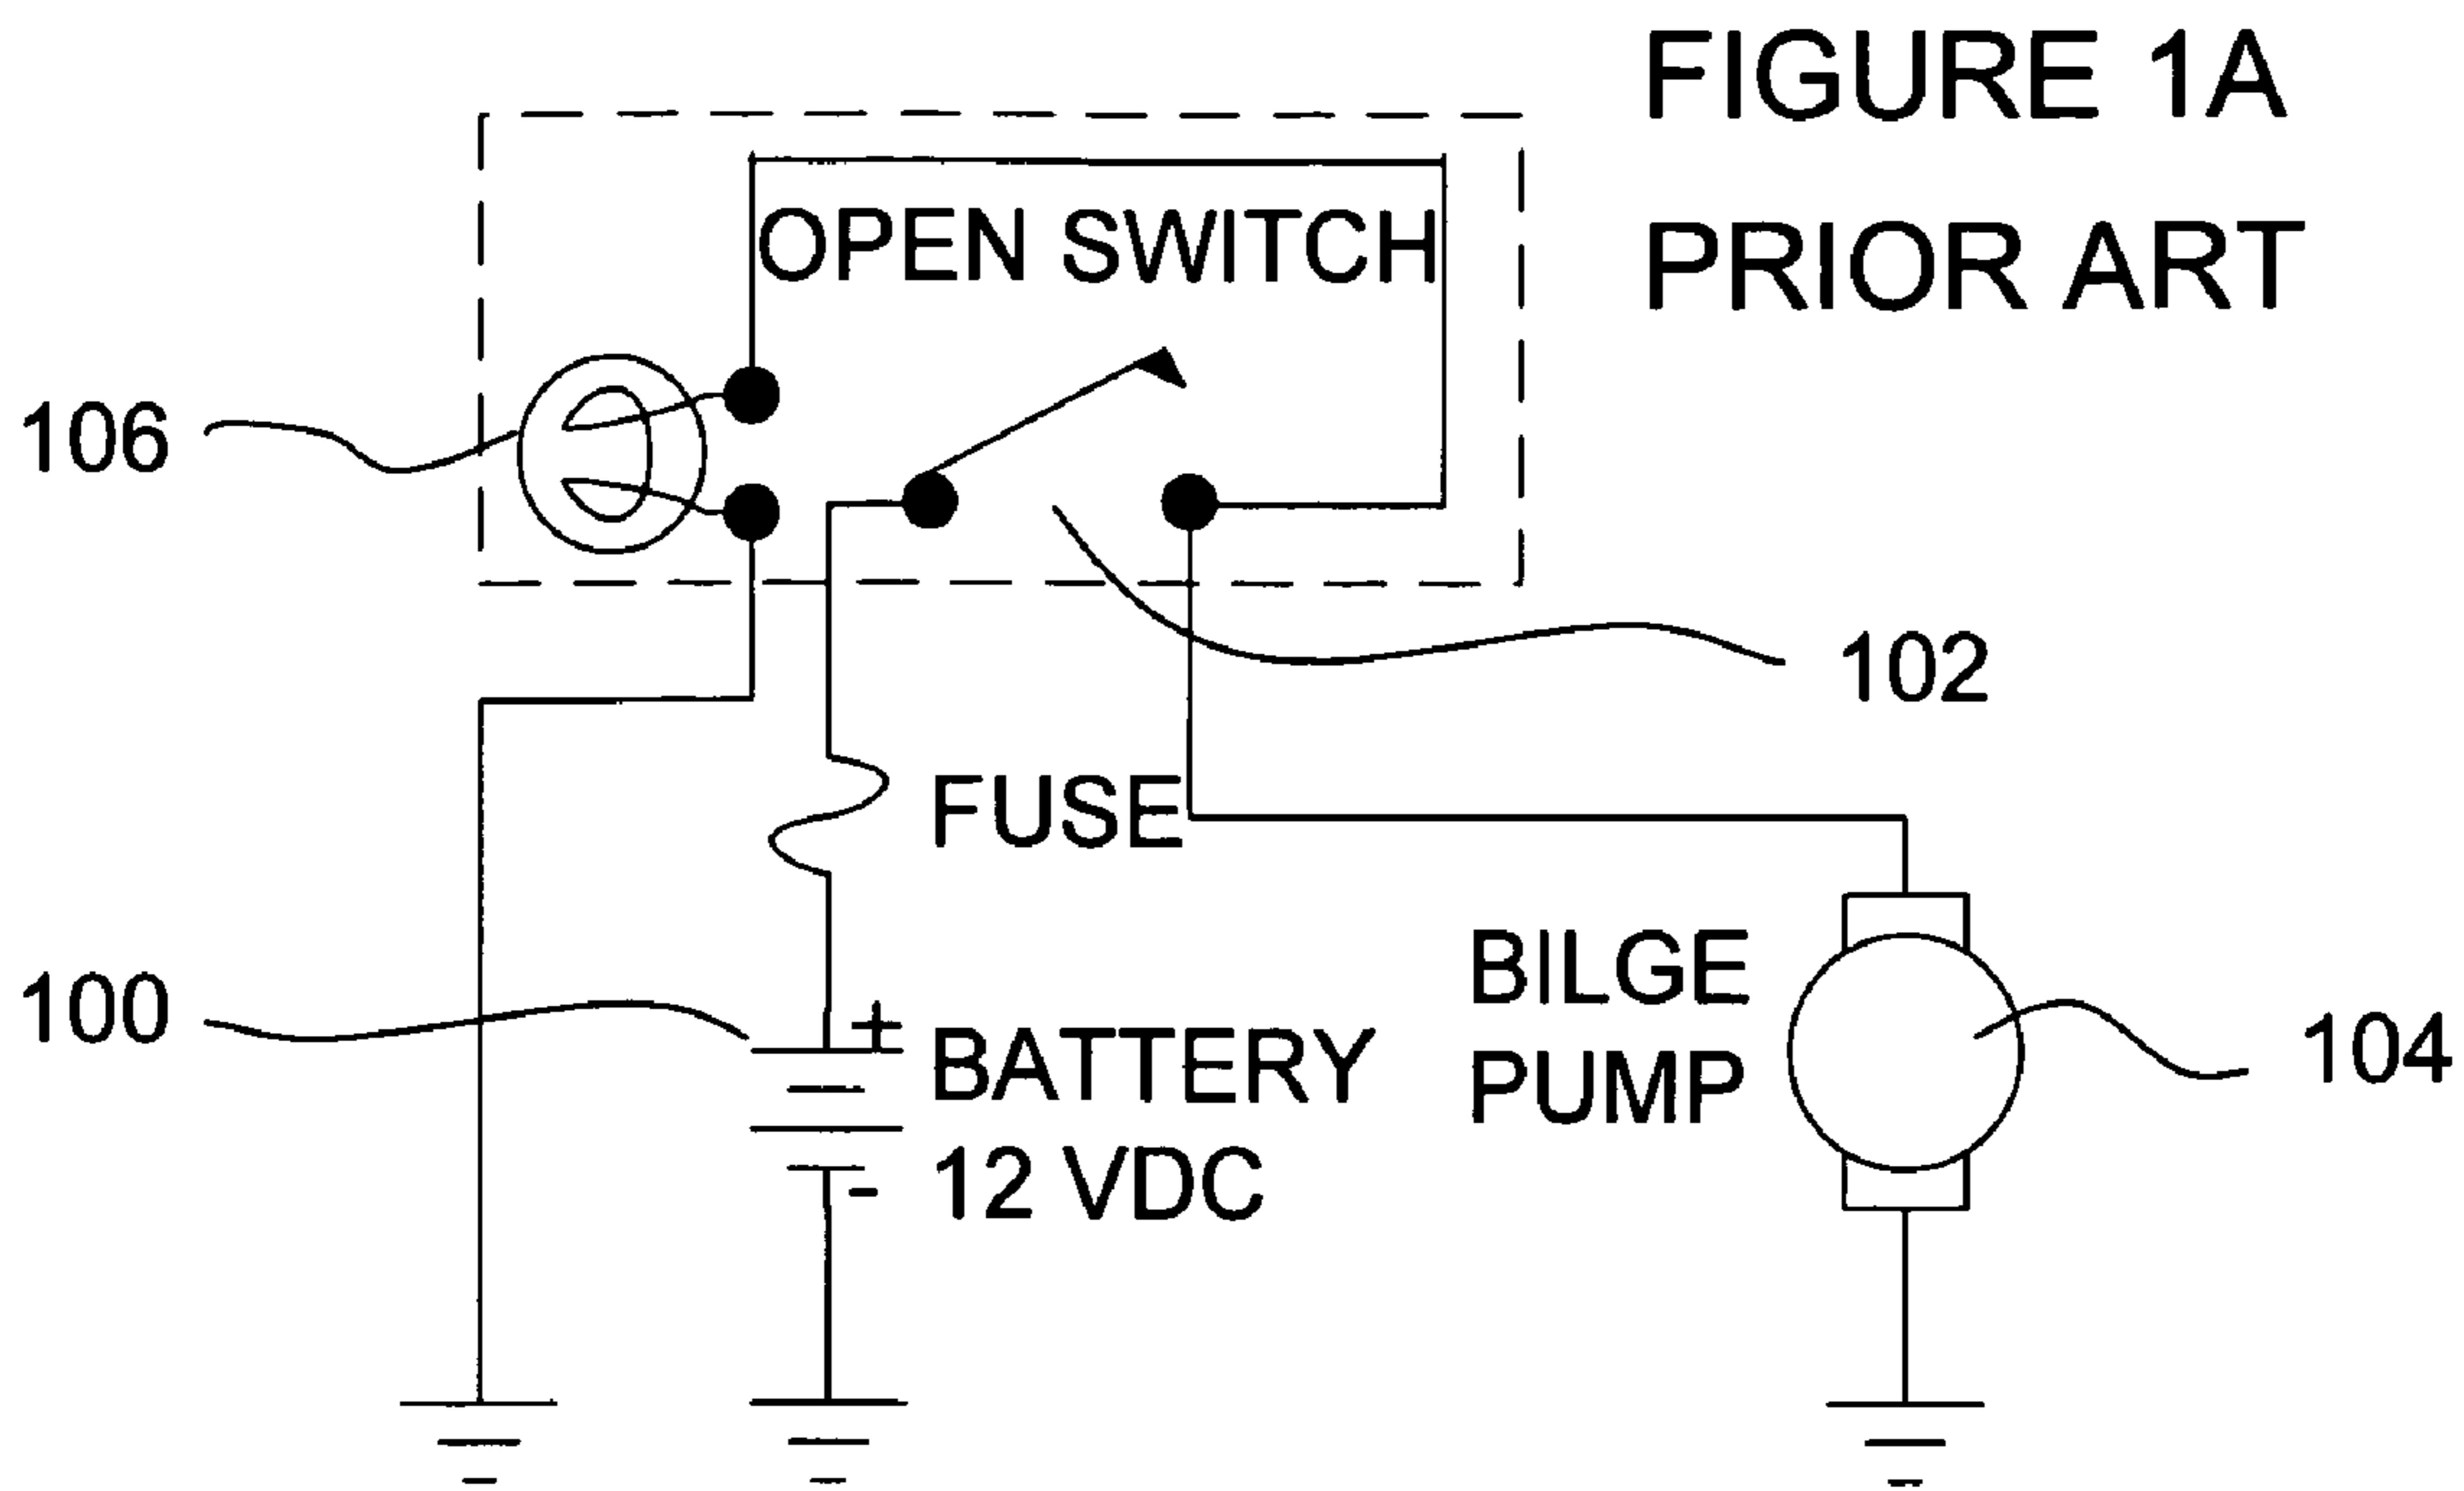 FIGURE 1A
PRIOR ART
OPEN SWITCH
106
102
FUSE
100
+
BATTERY
12 VDC
-
BILGE
PUMP
104